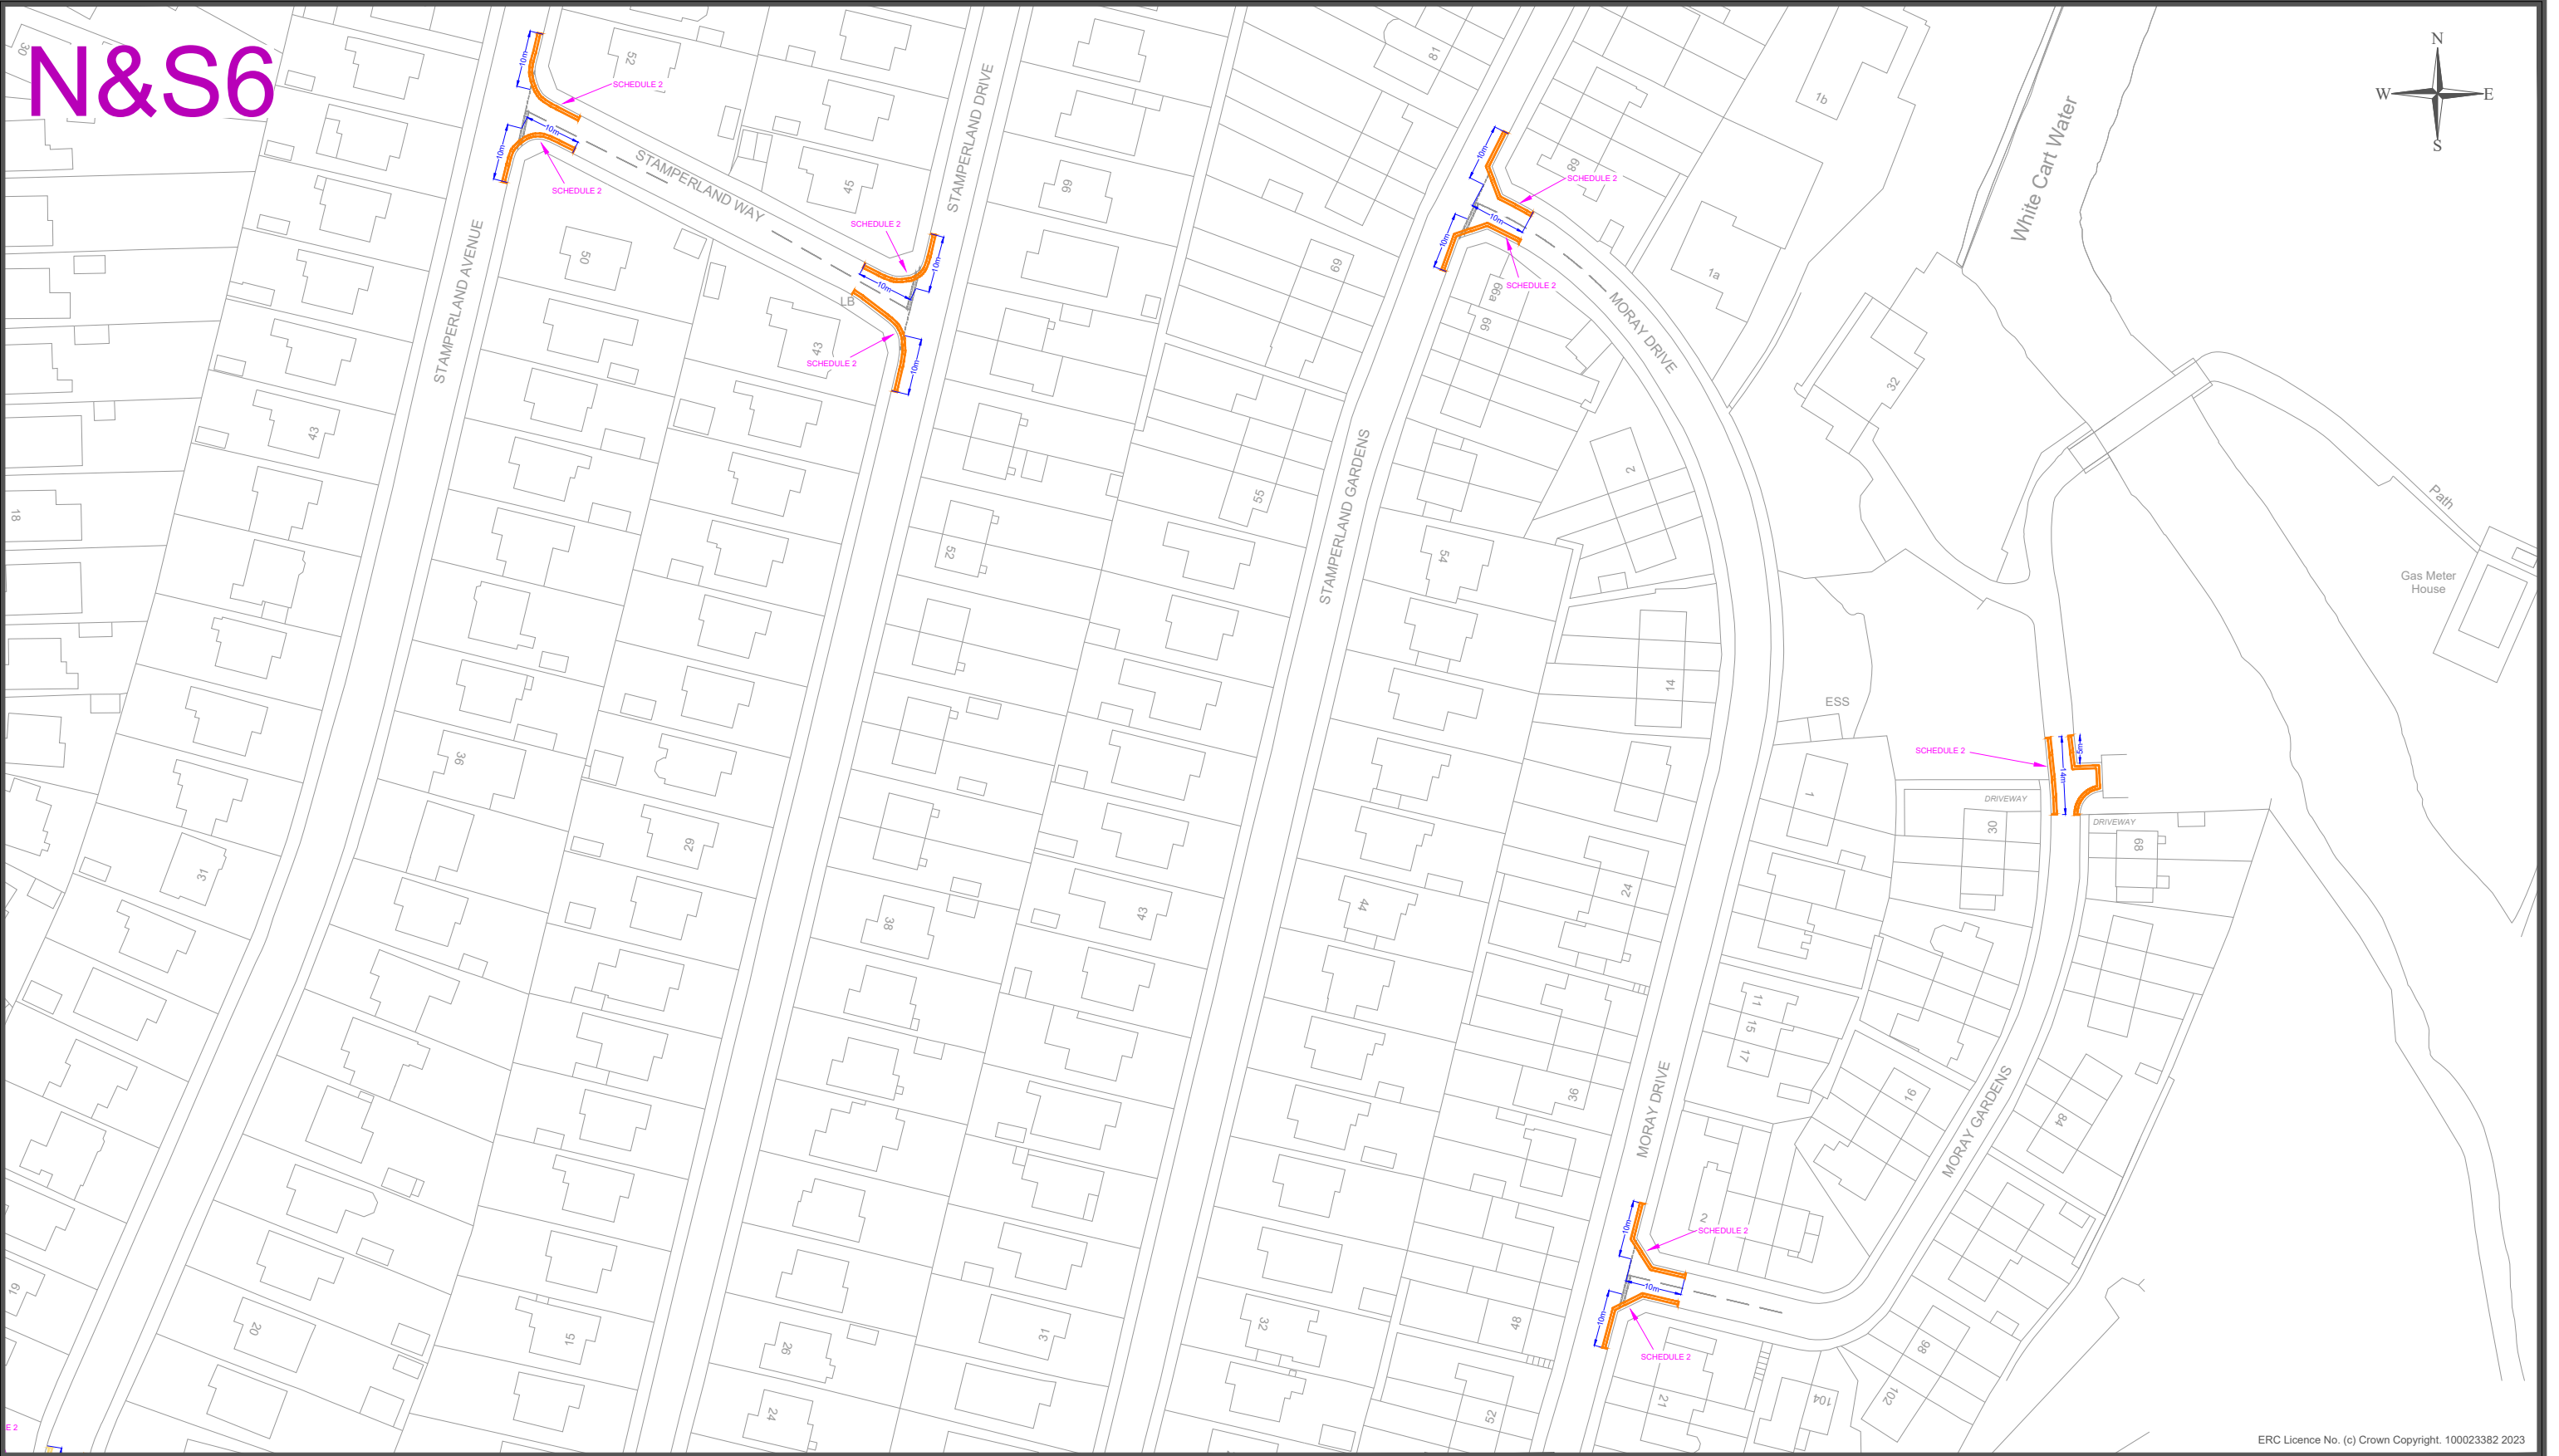 N&S6
30
52
81
1b
N
W
E
S
White Cart Water
10m
SCHEDULE 2
10m
10m
SCHEDULE 2
STAMPERLAND WAY
45
STAMPERLAND DRIVE
66
SCHEDULE 2
10m
10m
LB
43
SCHEDULE 2
10m
50
STAMPERLAND AVENUE
43
18
10m
89
SCHEDULE 2
10m
10m
SCHEDULE 2
69
66a
66
MORAY DRIVE
1a
32
2
Path
Gas Meter
House
55
52
STAMPERLAND GARDENS
54
14
ESS
SCHEDULE 2
5m
14m
1
DRIVEWAY
30
DRIVEWAY
68
36
29
31
38
43
44
24
11
15
17
36
16
84
MORAY DRIVE
MORAY GARDENS
10m
2
SCHEDULE 2
10m
10m
SCHEDULE 2
19
20
15
26
31
32
48
98
24
52
21
104
102
E 2
ERC Licence No. (c) Crown Copyright. 100023382 2023